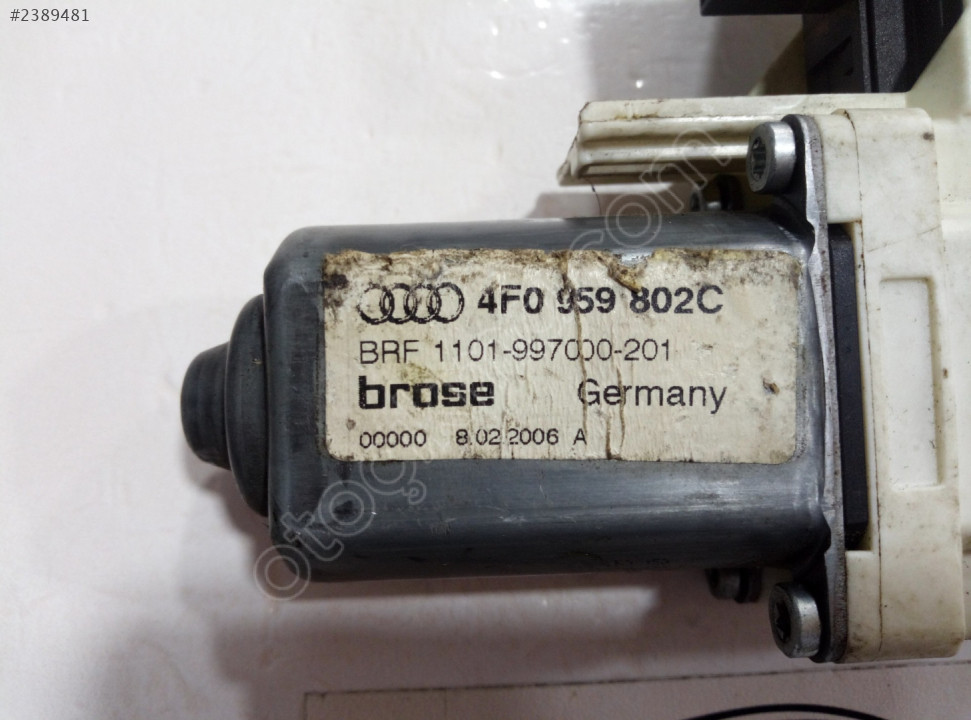 #2389481
4F0 959 802C
BRF 1101-997000-201
brose Germany
00000 8.02.2006 A